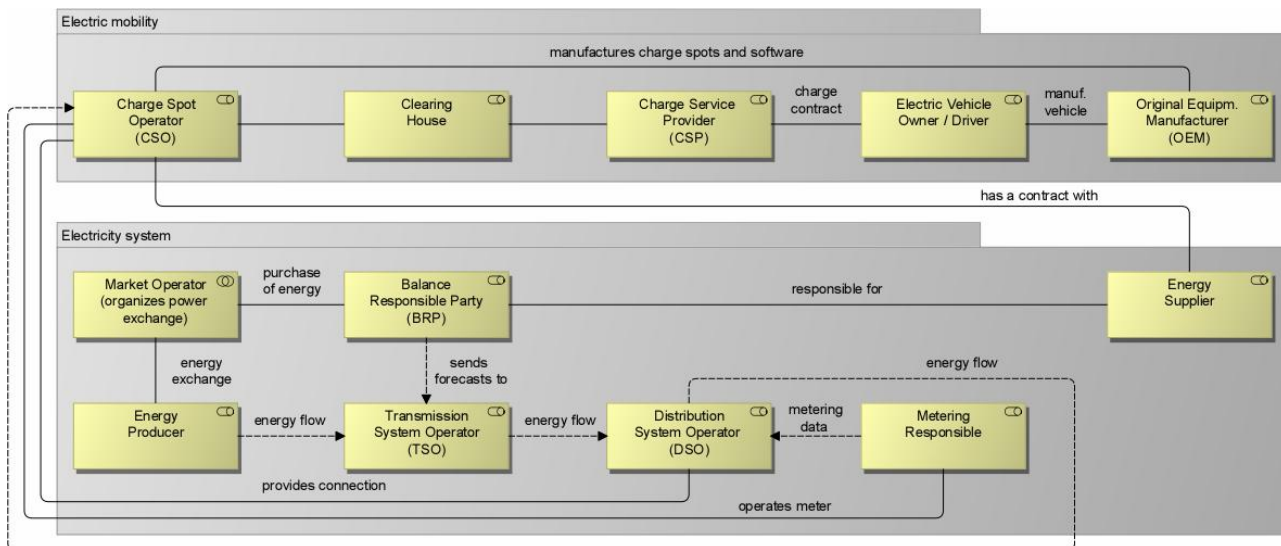 Electric mobility
manufactures charge spots and software
Charge Spot
Operator
(CSO)
Clearing
House
Charge Service
Provider
(CSP)
charge
contract
Electric Vehicle
Owner / Driver
manuf.
vehicle
Original Equipm.
Manufacturer
(OEM)
has a contract with
Electricity system
Market Operator
(organizes power
exchange)
purchase
of energy
Balance
Responsible Party
(BRP)
responsible for
Energy
Supplier
energy
exchange
sends
forecasts to
energy flow
Energy
Producer
energy flow
Transmission
System Operator
(TSO)
energy flow
Distribution
System Operator
(DSO)
metering
data
Metering
Responsible
provides connection
operates meter